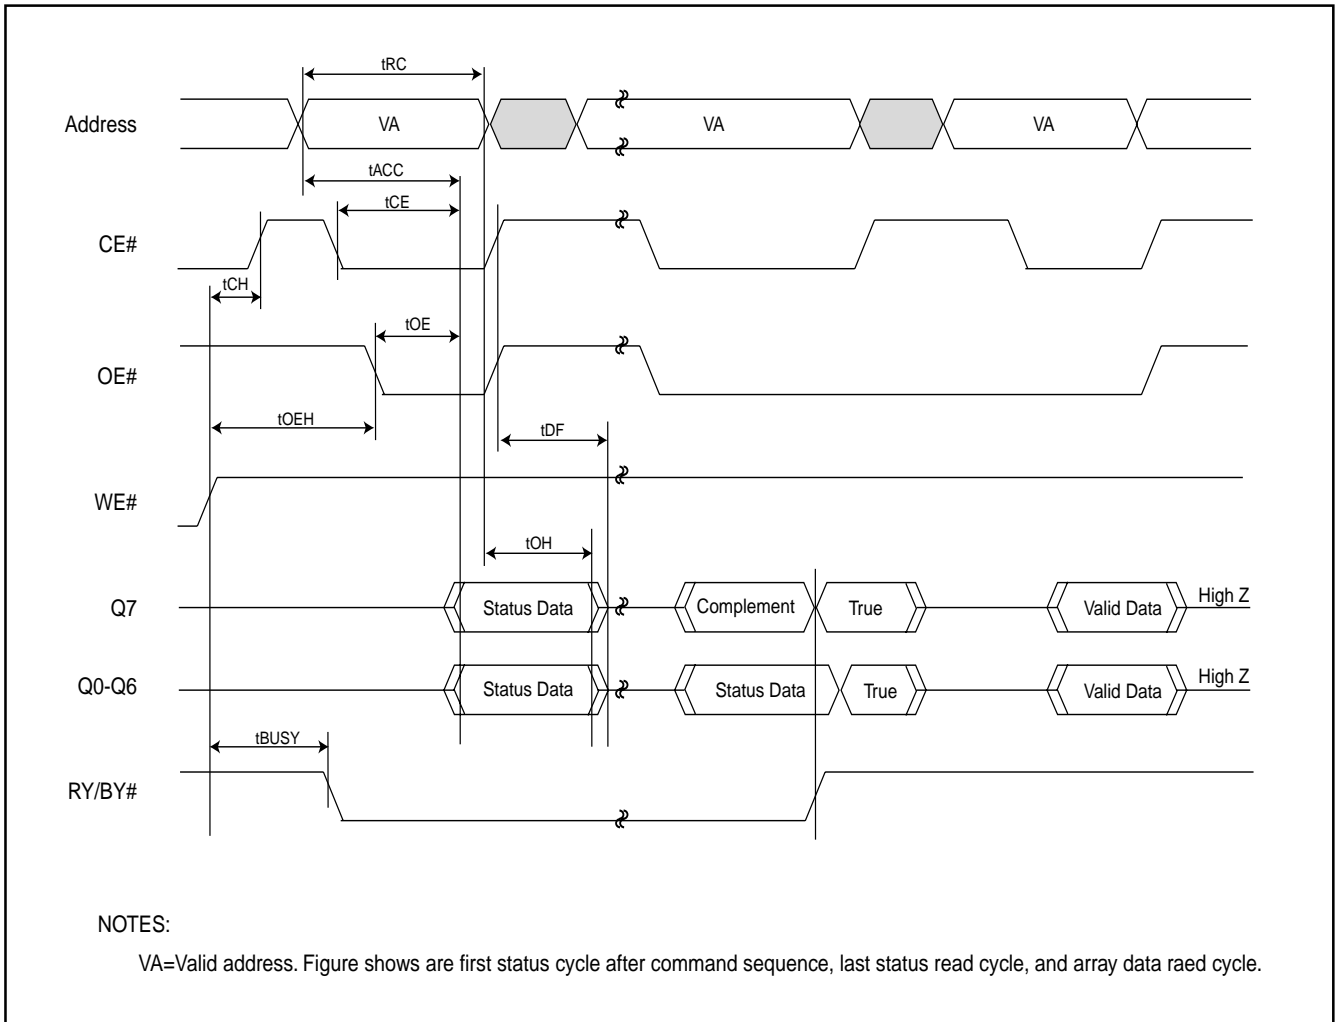 tRC
Address
VA
VA
VA
tACC
tCE
CE#
tCH
tOE
OE#
tOEH
tDF
WE#
tOH
Q7
Status Data
Complement
True
Valid Data
High Z
Q0-Q6
Status Data
Status Data
True
Valid Data
High Z
tBUSY
RY/BY#
NOTES:
VA=Valid address. Figure shows are first status cycle after command sequence, last status read cycle, and array data raed cycle.